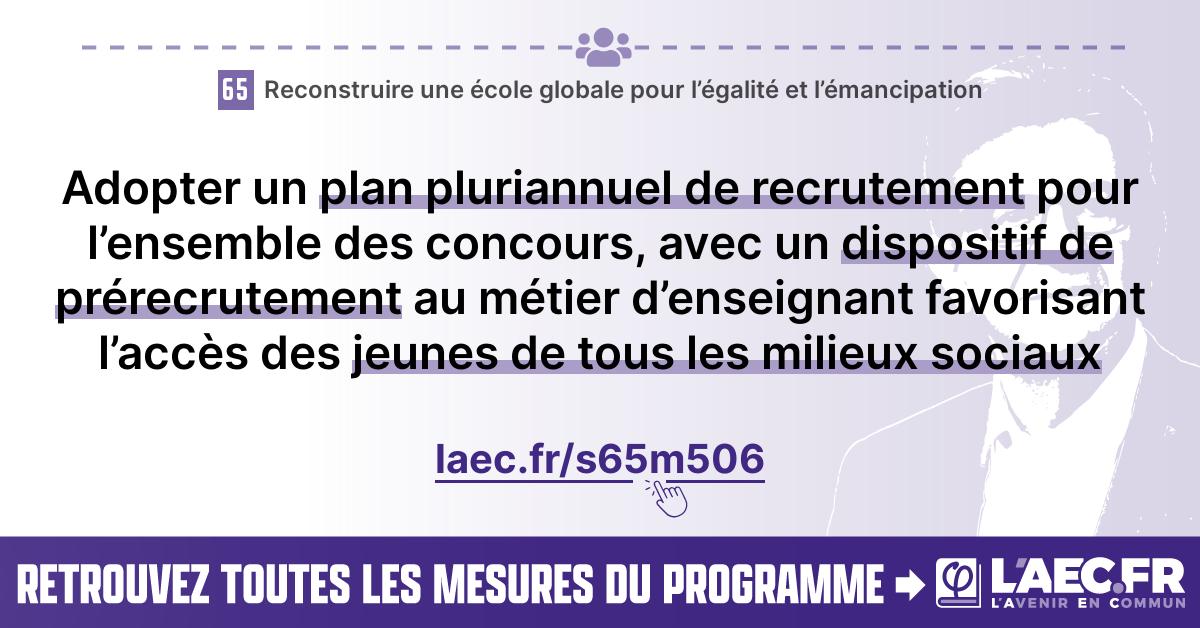 65 Reconstruire une école globale pour l’égalité et l’émancipation
Adopter un plan pluriannuel de recrutement pour
l’ensemble des concours, avec un dispositif de
prérecrutement au métier d’enseignant favorisant
l’accès des jeunes de tous les milieux sociaux
laec.fr/s65m506
RETROUVEZ TOUTES LES MESURES DU PROGRAMME
φ L'AEC.FR
L'AVENIR EN COMMUN